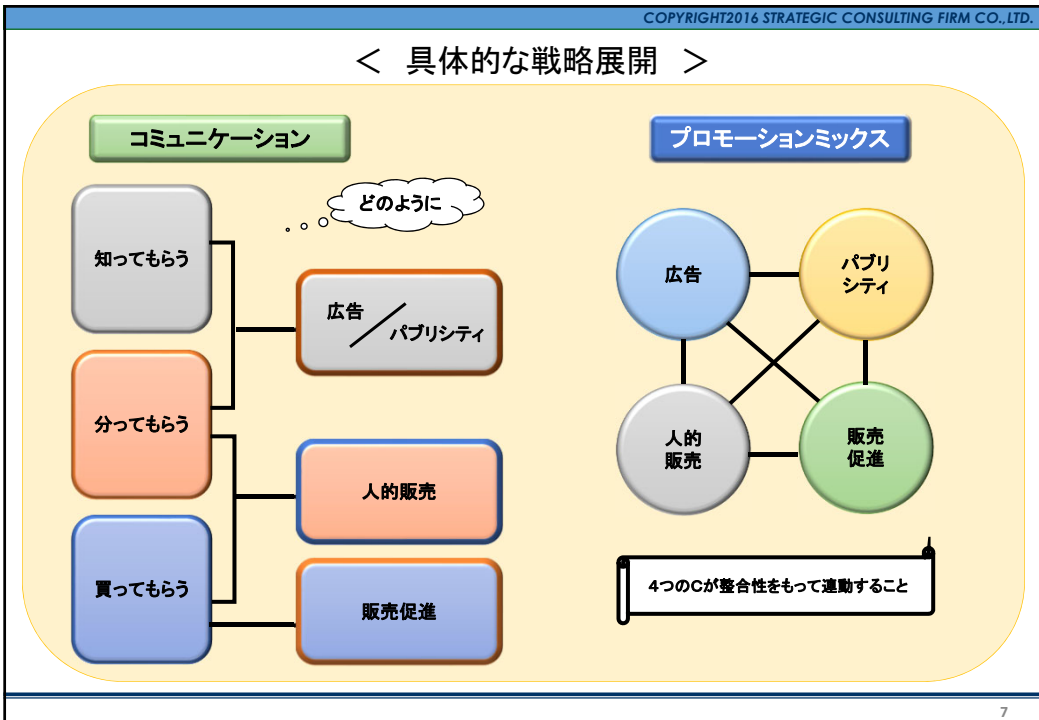 COPYRIGHT2016 STRATEGIC CONSULTING FIRM CO.,LTD.
＜ 具体的な戦略展開 ＞
コミュニケーション
どのように
知ってもらう
分ってもらう
買ってもらう
広告
パブリシティ
人的販売
販売促進
プロモーションミックス
広告
パブリ
シティ
人的
販売
販売
促進
４つのCが整合性をもって連動すること
7